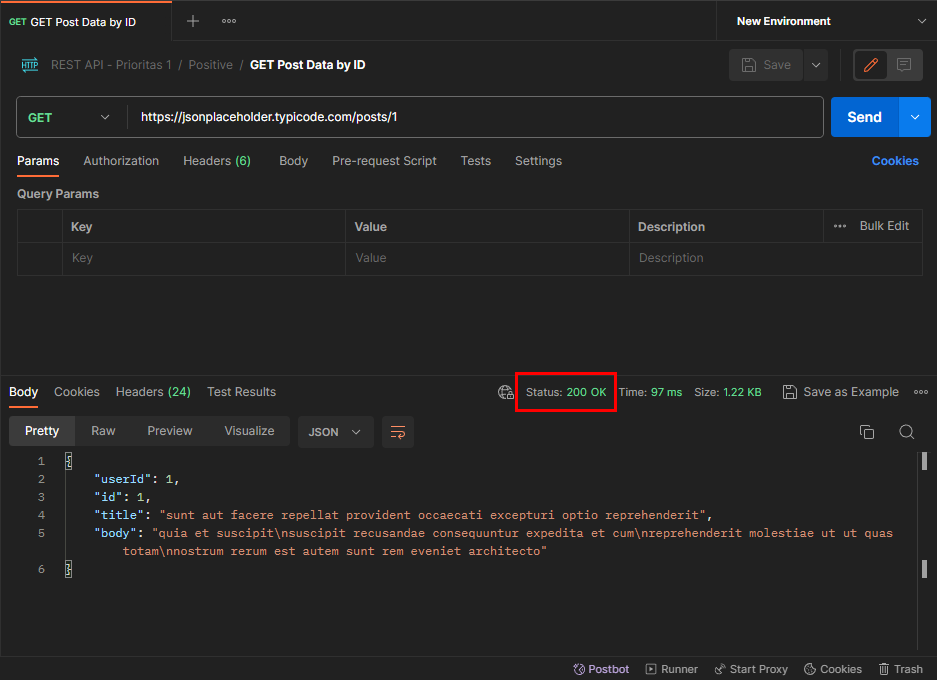 GET GET Post Data by ID
New Environment
HTTP REST API - Prioritas 1 / Positive / GET Post Data by ID
Save
GET https://jsonplaceholder.typicode.com/posts/1
Send
Params Authorization Headers (6) Body Pre-request Script Tests Settings Cookies
Query Params
Key Value Description Bulk Edit
Key Value Description
Body Cookies Headers (24) Test Results Status: 200 OK Time: 97 ms Size: 1.22 KB Save as Example
Pretty Raw Preview Visualize JSON
1 {
2 "userId": 1,
3 "id": 1,
4 "title": "sunt aut facere repellat provident occaecati excepturi optio reprehenderit",
5 "body": "quia et suscipit\nsuscipit recusandae consequuntur expedita et cum\nreprehenderit molestiae ut ut quas
totam\nnostrum rerum est autem sunt rem eveniet architecto"
6 }
Postbot Runner Start Proxy Cookies Trash